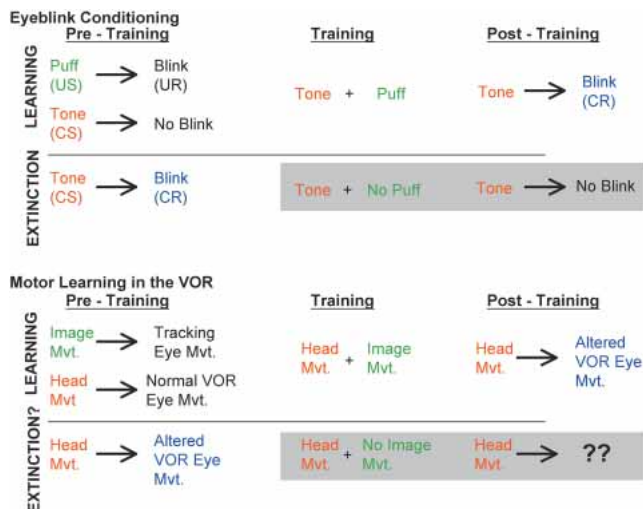 Eyeblink Conditioning
Pre - Training Training Post - Training
LEARNING
Puff Blink
(US) (UR)
Tone + Puff
Tone Blink
(CR)
Tone No Blink
(CS)
EXTINCTION
Tone Blink
(CS) (CR)
Tone + No Puff
Tone No Blink
Motor Learning in the VOR
Pre - Training Training Post - Training
LEARNING
Image Tracking
Mvt. Eye Mvt.
Head Normal VOR
Mvt Eye Mvt.
Head + Image
Mvt. Mvt.
Head Altered
Mvt. VOR Eye
Mvt.
EXTINCTION?
Head Altered
Mvt. VOR Eye
Mvt.
Head + No Image
Mvt. Mvt.
Head ??
Mvt.